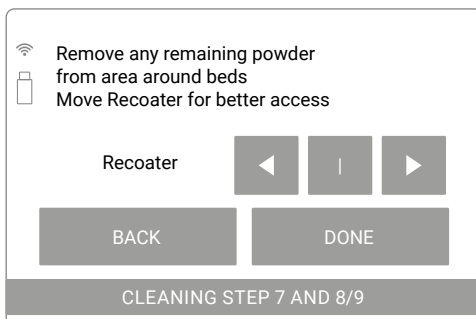 Remove any remaining powder
from area around beds
Move Recoater for better access
Recoater
|
BACK DONE
CLEANING STEP 7 AND 8/9